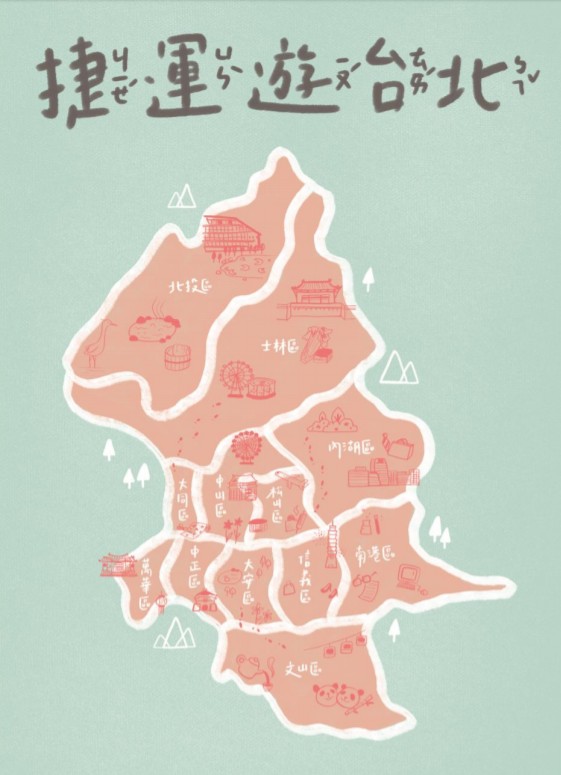 捷ㄐㄧㄝˊ運ㄩㄣˋ遊ㄧㄡˊ台ㄊㄞˊ北ㄅㄟˇ
北投區
士林區
內湖區
大同區
中山區
松山區
南港區
萬華區
中正區
大安區
信義區
文山區